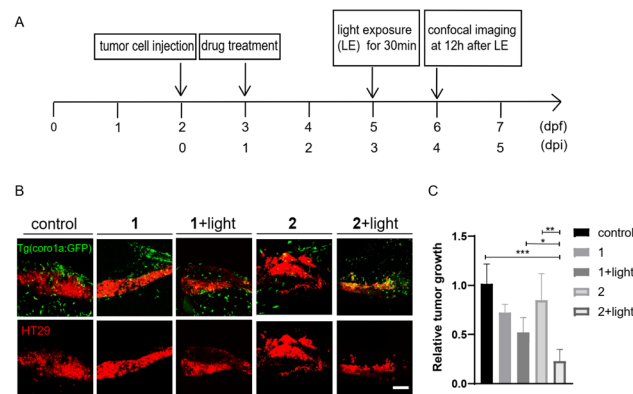 A
tumor cell injection
drug treatment
light exposure
(LE) for 30min
confocal imaging
at 12h after LE
0 1 2 3 4 5 6 7 (dpf)
0 1 2 3 4 5 (dpi)
B
control 1 1+light 2 2+light
Tg(coro1a:GFP)
HT29
C
Relative tumor growth
1.5
1.0
0.5
0.0
**
*
***
control
1
1+light
2
2+light